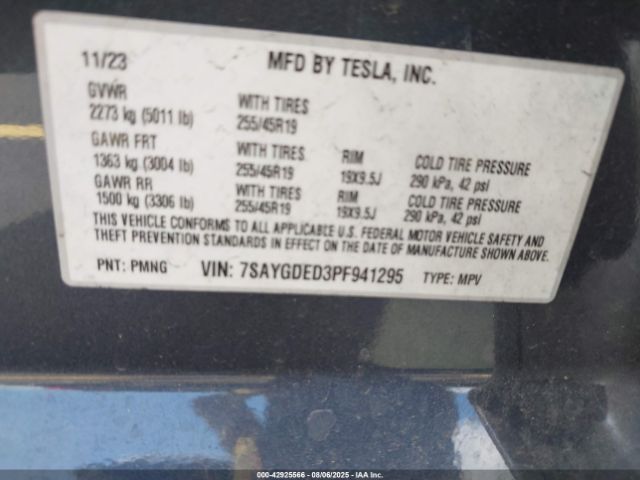 11/23 MFD BY TESLA, INC.
GVWR
2273 kg (5011 lb) WITH TIRES
255/45R19
GAWR FRT
1363 kg (3004 lb) WITH TIRES RIM COLD TIRE PRESSURE
255/45R19 19X9.5J 290 kPa, 42 psi
GAWR RR
1500 kg (3306 lb) WITH TIRES RIM COLD TIRE PRESSURE
255/45R19 19X9.5J 290 kPa, 42 psi
THIS VEHICLE CONFORMS TO ALL APPLICABLE U.S. FEDERAL MOTOR VEHICLE SAFETY AND
THEFT PREVENTION STANDARDS IN EFFECT ON THE DATE OF MANUFACTURE SHOWN ABOVE.
PNT: PMNG VIN: 7SAYGDED3PF941295 TYPE: MPV
000-42925566 - 08/06/2025 - IAA Inc.